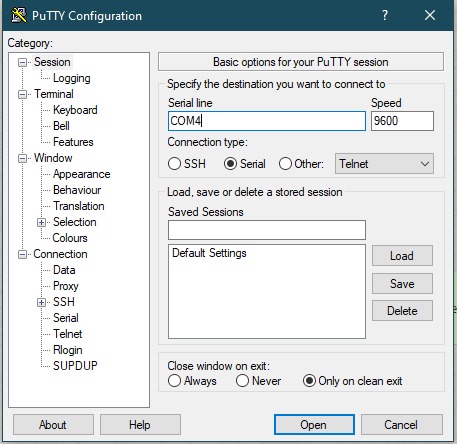 PuTTY Configuration
? ×
Category:
Session
Logging
Terminal
Keyboard
Bell
Features
Window
Appearance
Behaviour
Translation
Selection
Colours
Connection
Data
Proxy
SSH
Serial
Telnet
Rlogin
SUPDUP
Basic options for your PuTTY session
Specify the destination you want to connect to
Serial line Speed
COM4 9600
Connection type:
SSH Serial Other: Telnet
Load, save or delete a stored session
Saved Sessions
Default Settings
Load
Save
Delete
Close window on exit:
Always Never Only on clean exit
About Help Open Cancel